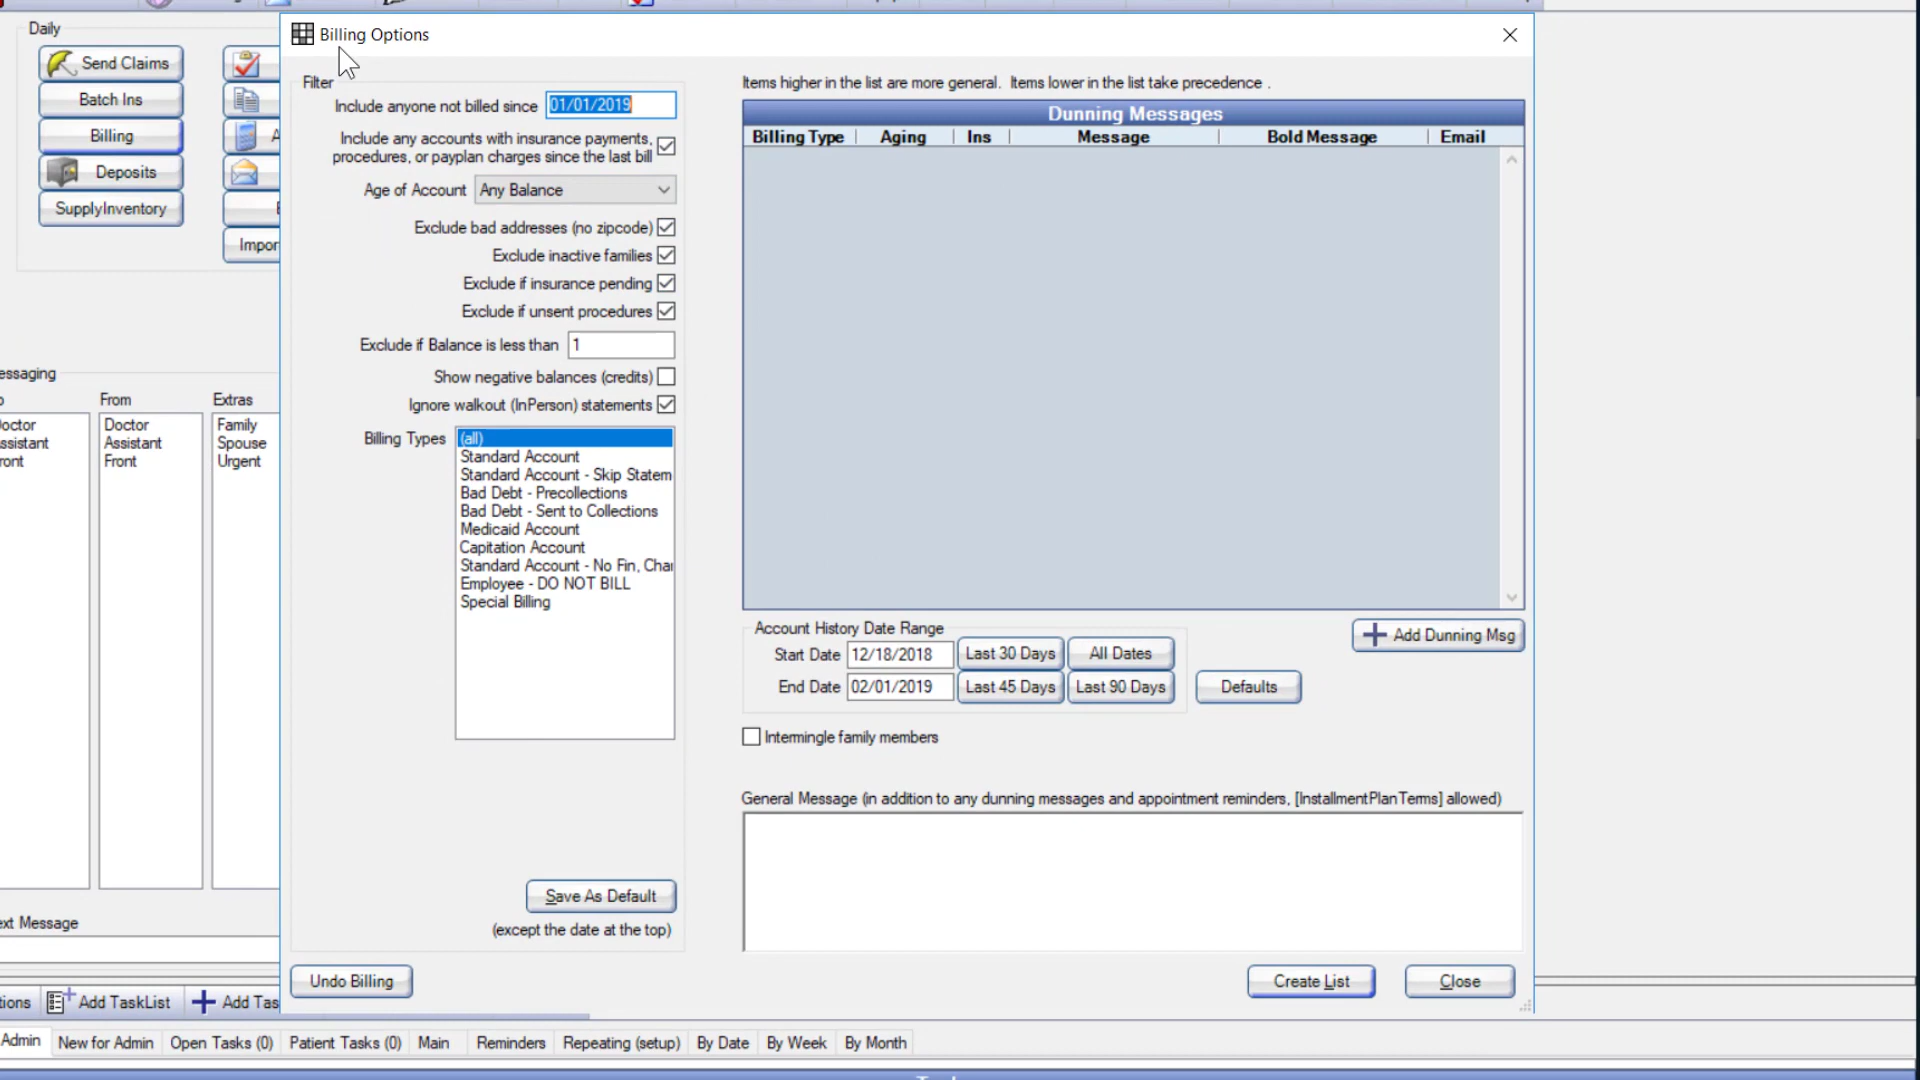 Daily
Send Claims
Batch Ins
Billing
Deposits
SupplyInventory
A
E
Impor
essaging
o
From
Extras
octor
ssistant
ront
Doctor
Assistant
Front
Family
Spouse
Urgent
ext Message
Billing Options
Filter
Include anyone not billed since 01/01/2019
Include any accounts with insurance payments,
procedures, or payplan charges since the last bill
Age of Account Any Balance
Exclude bad addresses (no zipcode)
Exclude inactive families
Exclude if insurance pending
Exclude if unsent procedures
Exclude if Balance is less than 1
Show negative balances (credits)
Ignore walkout (InPerson) statements
Billing Types (all)
Standard Account
Standard Account - Skip Statem
Bad Debt - Precollections
Bad Debt - Sent to Collections
Medicaid Account
Capitation Account
Standard Account - No Fin, Char
Employee - DO NOT BILL
Special Billing
Save As Default
(except the date at the top)
Undo Billing
Items higher in the list are more general. Items lower in the list take precedence .
Dunning Messages
Billing Type Aging Ins Message Bold Message Email
Add Dunning Msg
Account History Date Range
Start Date 12/18/2018 Last 30 Days All Dates
End Date 02/01/2019 Last 45 Days Last 90 Days Defaults
Intermingle family members
General Message (in addition to any dunning messages and appointment reminders, [InstallmentPlanTerms] allowed)
Create List Close
tions Add TaskList Add Tas
Admin New for Admin Open Tasks (0) Patient Tasks (0) Main Reminders Repeating (setup) By Date By Week By Month